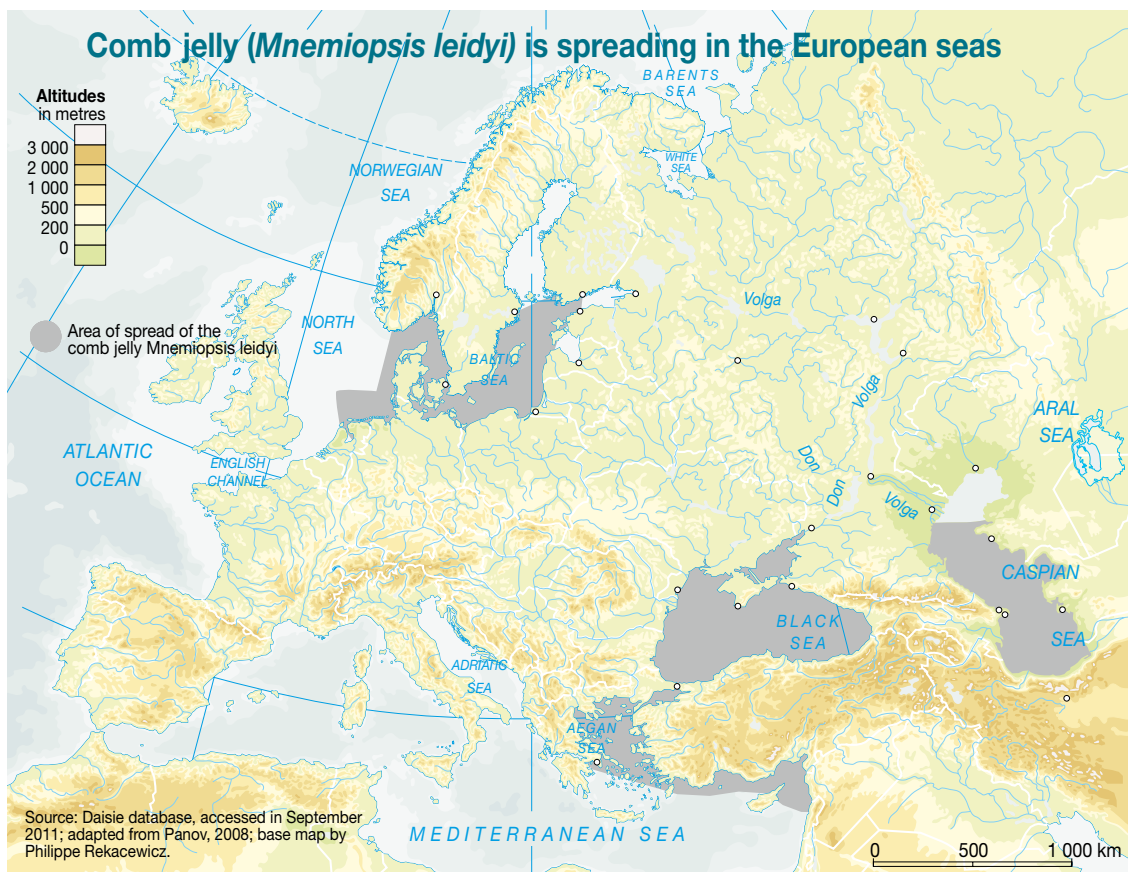 Comb jelly (Mnemiopsis leidyi) is spreading in the European seas
BARENTS
SEA
Altitudes
in metres
3 000
2 000
1 000
500
200
0
WHITE
SEA
NORWEGIAN
SEA
Volga
NORTH
SEA
Area of spread of the
comb jelly Mnemiopsis leidyi
BALTIC
SEA
Volga
ARAL
SEA
ATLANTIC
OCEAN
ENGLISH
CHANNEL
Don
Don
Volga
CASPIAN
SEA
BLACK
SEA
ADRIATIC
SEA
AEGAN
SEA
Source: Daisie database, accessed in September
2011; adapted from Panov, 2008; base map by
Philippe Rekacewicz.
MEDITERRANEAN SEA
0 500 1 000 km